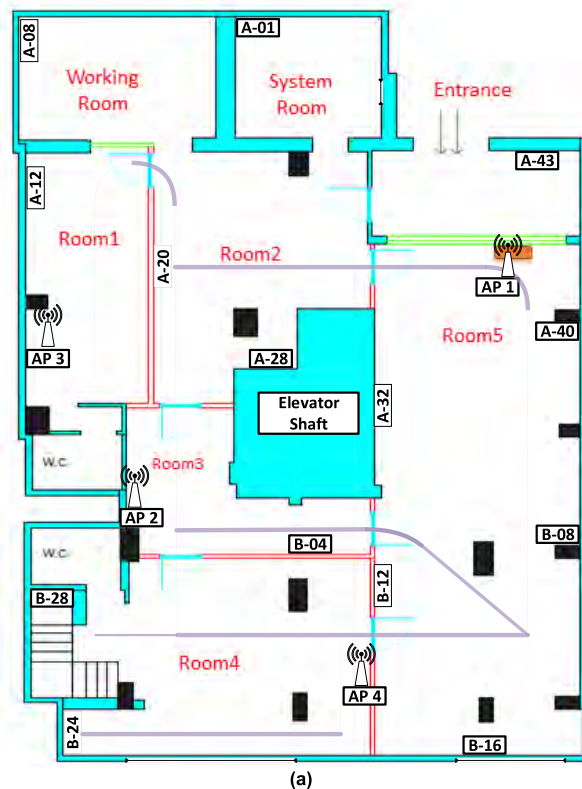 A-08
A-01
Working
Room
System
Room
Entrance
A-43
A-12
Room1
A-20
Room2
AP 1
Room5
A-40
AP 3
A-28
A-32
Elevator
Shaft
W.C.
Room3
AP 2
B-04
B-08
W.C.
B-12
B-28
Room4
AP 4
B-24
B-16
(a)